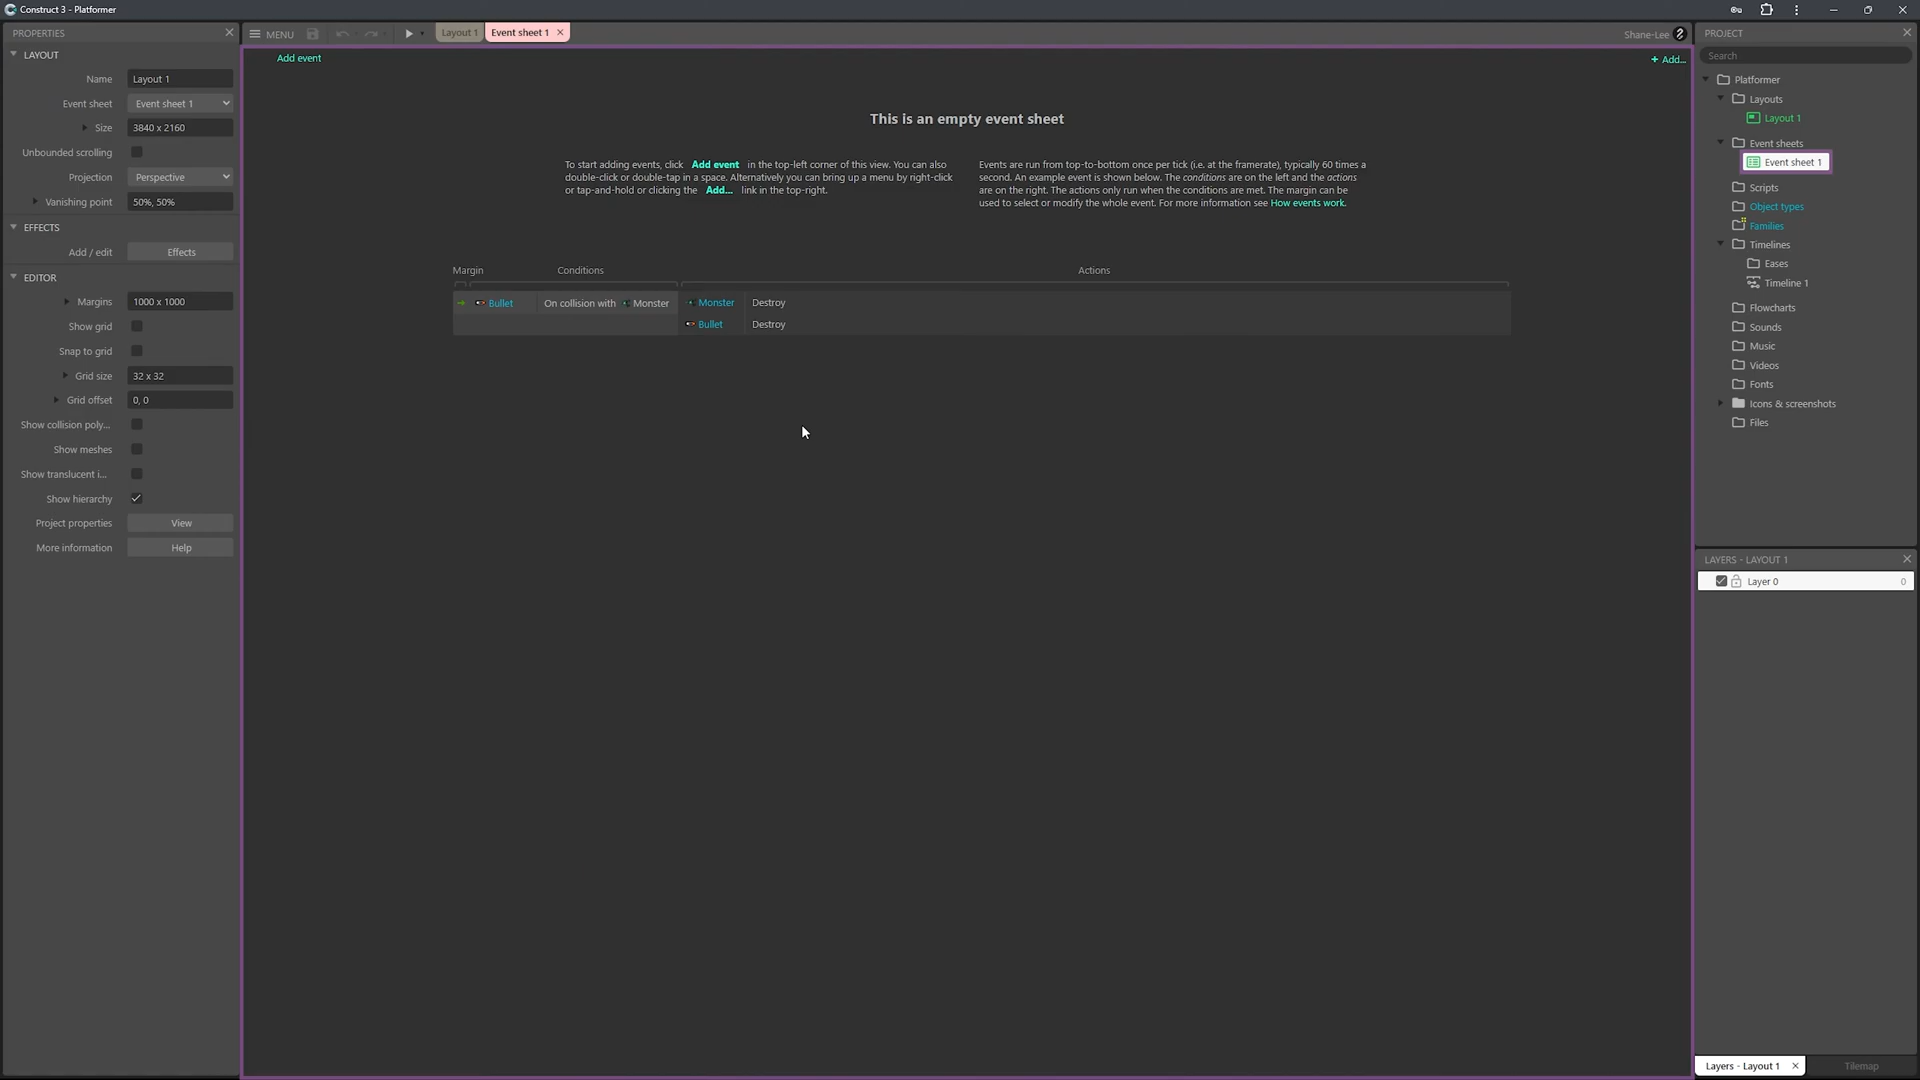 Construct 3 - Platformer
PROPERTIES
LAYOUT
Name Layout 1
Event sheet Event sheet 1
Size 3840 x 2160
Unbounded scrolling
Projection Perspective
Vanishing point 50%, 50%
EFFECTS
Add / edit Effects
EDITOR
Margins 1000 x 1000
Show grid
Snap to grid
Grid size 32 x 32
Grid offset 0, 0
Show collision poly...
Show meshes
Show translucent i...
Show hierarchy
Project properties View
More information Help
MENU
Layout 1
Event sheet 1
Shane-Lee
Add event
+ Add...
This is an empty event sheet
To start adding events, click Add event in the top-left corner of this view. You can also
double-click or double-tap in a space. Alternatively you can bring up a menu by right-click
or tap-and-hold or clicking the Add... link in the top-right.
Events are run from top-to-bottom once per tick (i.e. at the framerate), typically 60 times a
second. An example event is shown below. The conditions are on the left and the actions
are on the right. The actions only run when the conditions are met. The margin can be
used to select or modify the whole event. For more information see How events work.
Margin Conditions Actions
Bullet On collision with Monster Monster Destroy
Bullet Destroy
PROJECT
Search
Platformer
Layouts
Layout 1
Event sheets
Event sheet 1
Scripts
Object types
Families
Timelines
Eases
Timeline 1
Flowcharts
Sounds
Music
Videos
Fonts
Icons & screenshots
Files
LAYERS - LAYOUT 1
Layer 0 0
Layers - Layout 1
Tilemap